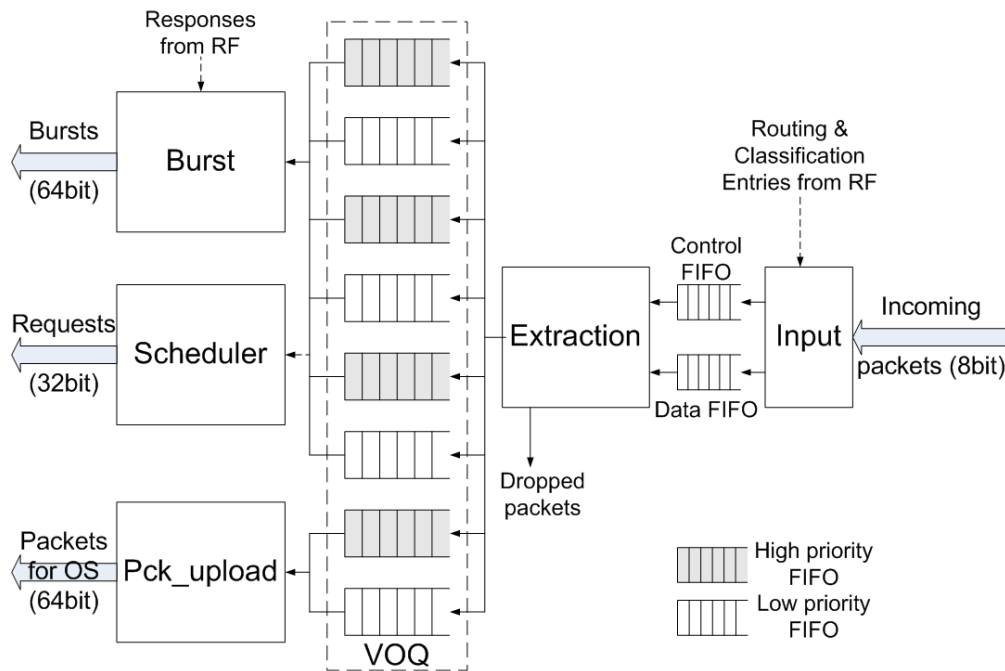 Responses
from RF
Bursts
(64bit)
Burst
Requests
(32bit)
Scheduler
Packets
for OS
(64bit)
Pck_upload
VOQ
Extraction
Dropped
packets
Control
FIFO
Data FIFO
Routing &
Classification
Entries from RF
Input
Incoming
packets (8bit)
High priority
FIFO
Low priority
FIFO